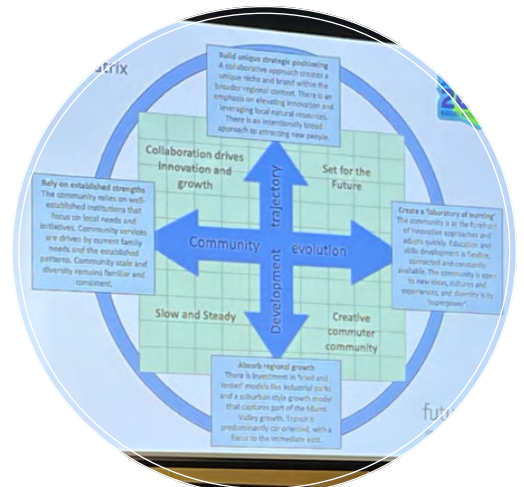 atrix
Build unique strategic positioning
A collaborative approach creates a
unique niche and brand within the
broader regional context. There is an
emphasis on elevating innovation and
leveraging local natural resources.
There is an intentionally broad
approach to attracting new people.
Collaboration drives
Innovation and
growth
Set for the
Future
Rely on established strengths
The community relies on well-
established institutions that
focus on local needs and
initiatives. Community services
are driven by current family
needs and the established
patterns. Community scale and
diversity remains familiar and
consistent.
Community evolution
Development trajectory
Create a 'laboratory of learning'
The community is at the forefront
of innovative approaches and
adapts quickly. Education and
skills development is flexible,
connected and constantly
available. The community is open
to new ideas, cultures and
experiences, and diversity is its
'superpower'.
Slow and Steady
Creative
commuter
community
Absorb regional growth
There is investment in 'tried and
tested' models like industrial parks
and a suburban style growth model
that captures part of the Miami
Valley growth. Transit is
predominantly car oriented, with a
focus to the immediate east.
futu